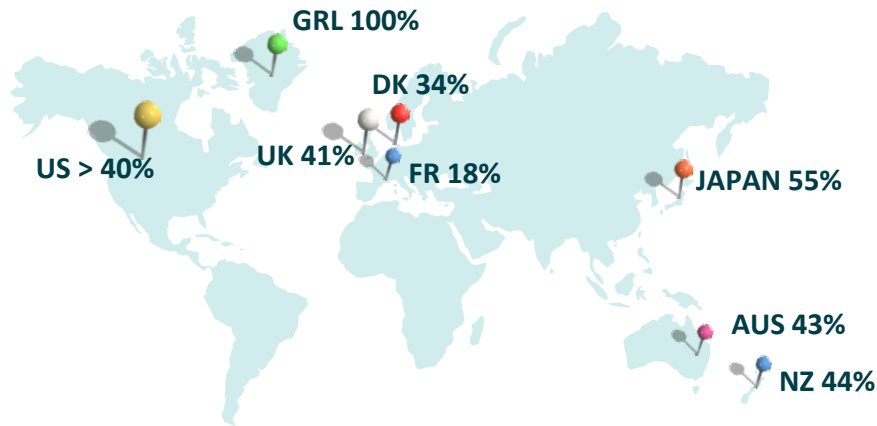 GRL 100%
DK 34%
US > 40%
UK 41%
FR 18%
JAPAN 55%
AUS 43%
NZ 44%